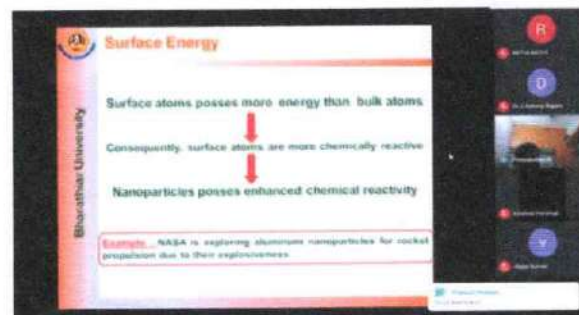 Surface Energy
Bharathiar University
Surface atoms posses more energy than bulk atoms
Consequently, surface atoms are more chemically reactive
Nanoparticles posses enhanced chemical reactivity
Example NASA is exploring aluminum nanoparticles for rocket
propulsion due to their explosiveness
R
D